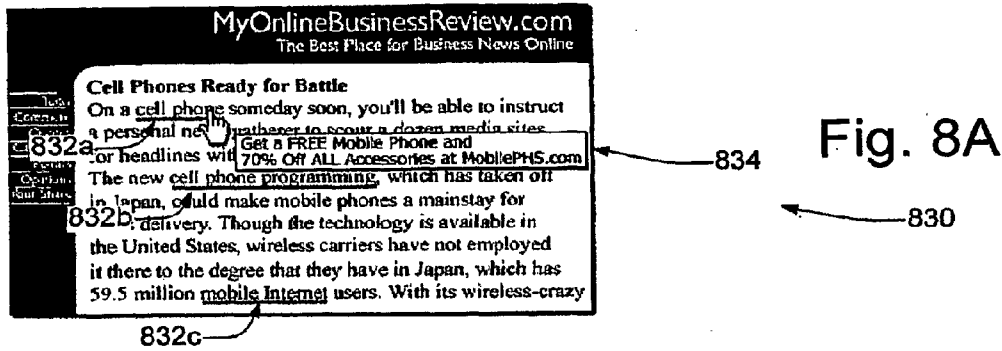 MyOnlineBusinessReview.com
The Best Place for Business News Online
Cell Phones Ready for Battle
On a cell phone someday soon, you'll be able to instruct
a personal gatherer to scour a dozen media sites
for headlines
Get a FREE Mobile Phone and
70% Off ALL Accessories at MobilePHS.com
The new cell phone programming, which has taken off
in Japan, could make mobile phones a mainstay for
delivery. Though the technology is available in
the United States, wireless carriers have not employed
it there to the degree that they have in Japan, which has
59.5 million mobile Internet users. With its wireless-crazy
832a
832b
832c
834
830
Fig. 8A